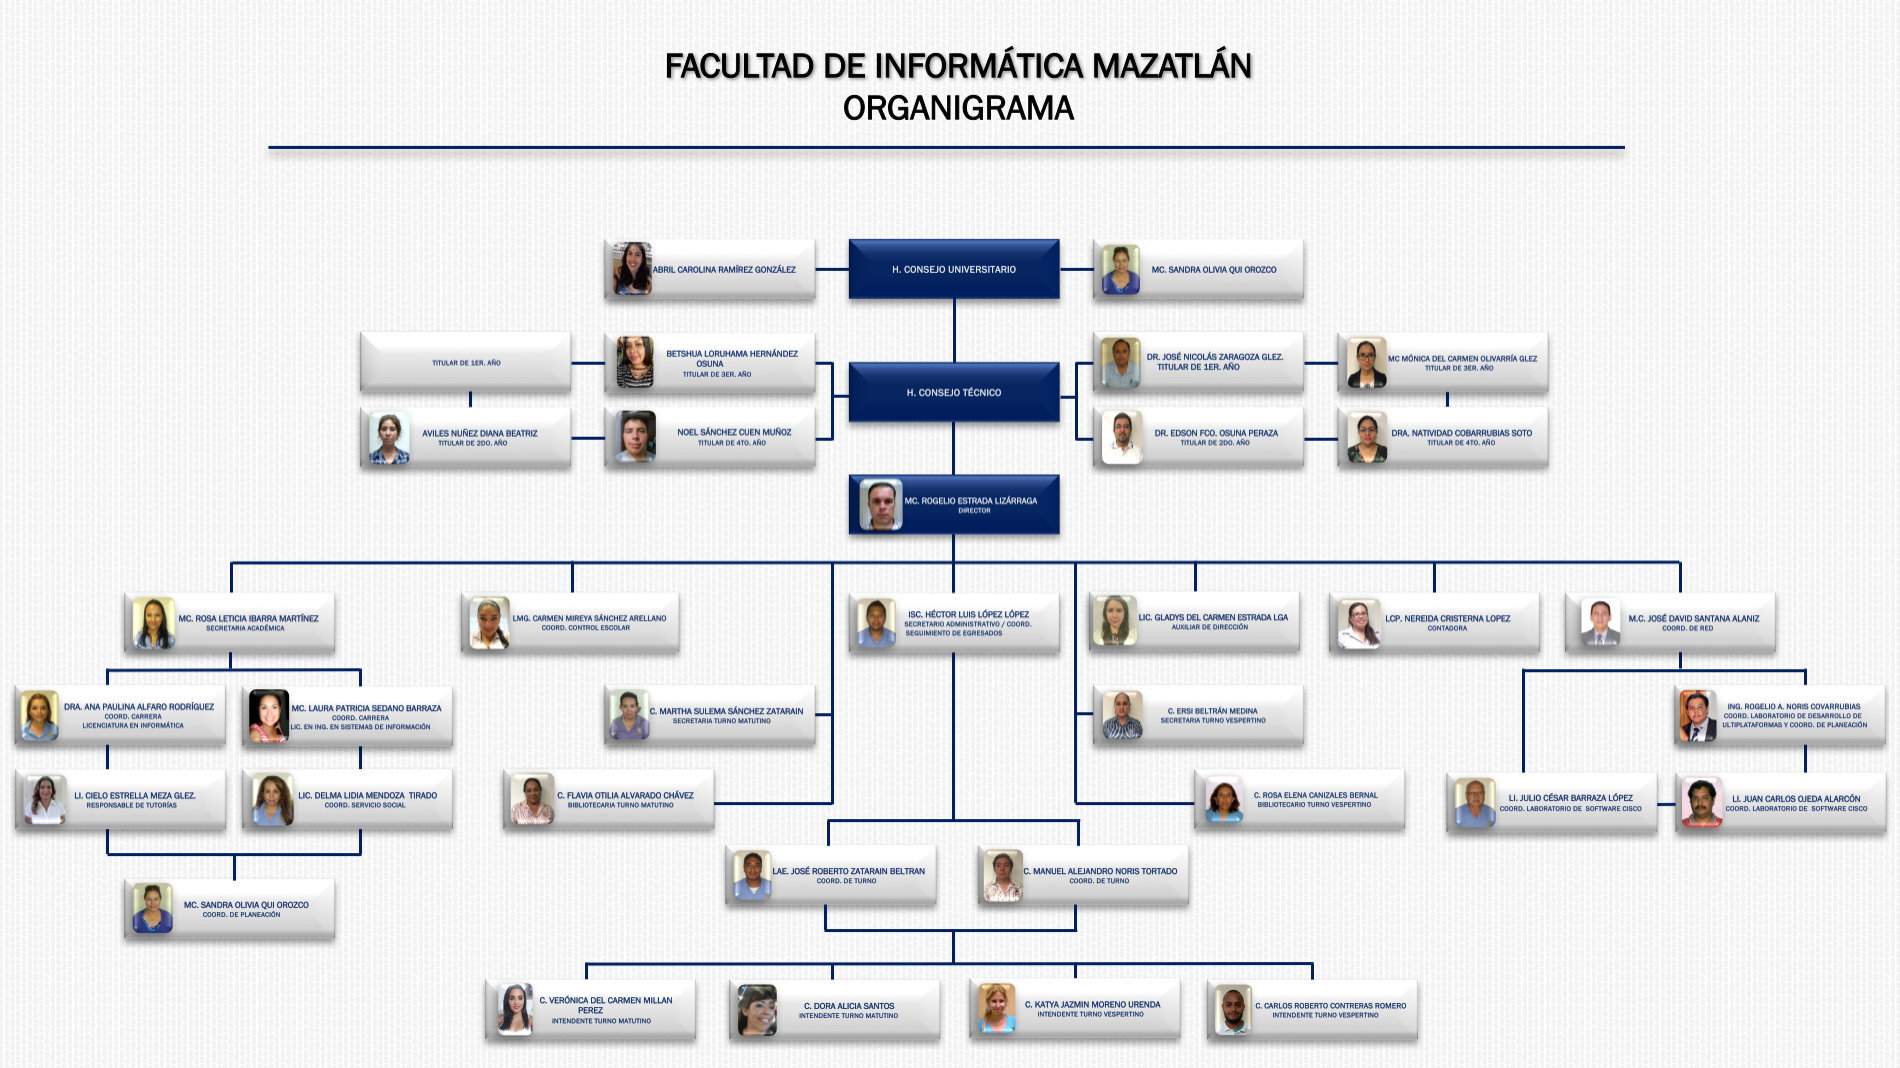 FACULTAD DE INFORMÁTICA MAZATLÁN
ORGANIGRAMA
ABRIL CAROLINA RAMÍREZ GONZÁLEZ
H. CONSEJO UNIVERSITARIO
MC. SANDRA OLIVIA QUI OROZCO
TITULAR DE 1ER. AÑO
BETSHUA LORUHAMA HERNÁNDEZ
OSUNA
TITULAR DE 3ER. AÑO
DR. JOSÉ NICOLÁS ZARAGOZA GLEZ.
TITULAR DE 1ER. AÑO
MC MÓNICA DEL CARMEN OLIVARRÍA GLEZ
TITULAR DE 3ER. AÑO
H. CONSEJO TÉCNICO
AVILES NUÑEZ DIANA BEATRIZ
TITULAR DE 2DO. AÑO
NOEL SÁNCHEZ CUEN MUÑOZ
TITULAR DE 4TO. AÑO
DR. EDSON FCO. OSUNA PERAZA
TITULAR DE 2DO. AÑO
DRA. NATIVIDAD COBARRUBIAS SOTO
TITULAR DE 4TO. AÑO
MC. ROGELIO ESTRADA LIZÁRRAGA
DIRECTOR
MC. ROSA LETICIA IBARRA MARTÍNEZ
SECRETARIA ACADÉMICA
LMG. CARMEN MIREYA SÁNCHEZ ARELLANO
COORD. CONTROL ESCOLAR
ISC. HÉCTOR LUIS LÓPEZ LÓPEZ
SECRETARIO ADMINISTRATIVO / COORD.
SEGUIMIENTO DE EGRESADOS
LIC. GLADYS DEL CARMEN ESTRADA LGA
AUXILIAR DE DIRECCIÓN
LCP. NEREIDA CRISTERNA LOPEZ
CONTADORA
M.C. JOSÉ DAVID SANTANA ALANIZ
COORD. DE RED
DRA. ANA PAULINA ALFARO RODRÍGUEZ
COORD. CARRERA
LICENCIATURA EN INFORMÁTICA
MC. LAURA PATRICIA SEDANO BARRAZA
COORD. CARRERA
LIC. EN ING. EN SISTEMAS DE INFORMACIÓN
C. MARTHA SULEMA SÁNCHEZ ZATARAIN
SECRETARIA TURNO MATUTINO
C. ERSI BELTRÁN MEDINA
SECRETARIA TURNO VESPERTINO
ING. ROGELIO A. NORIS COVARRUBIAS
COORD. LABORATORIO DE DESARROLLO DE
ULTIPLATAFORMAS Y COORD. DE PLANEACIÓN
LI. CIELO ESTRELLA MEZA GLEZ.
RESPONSABLE DE TUTORÍAS
LIC. DELMA LIDIA MENDOZA  TIRADO
COORD. SERVICIO SOCIAL
C. FLAVIA OTILIA ALVARADO CHÁVEZ
BIBLIOTECARIA TURNO MATUTINO
C. ROSA ELENA CANIZALES BERNAL
BIBLIOTECARIO TURNO VESPERTINO
LI. JULIO CÉSAR BARRAZA LÓPEZ
COORD. LABORATORIO DE  SOFTWARE CISCO
LI. JUAN CARLOS OJEDA ALARCÓN
COORD. LABORATORIO DE  SOFTWARE CISCO
LAE. JOSÉ ROBERTO ZATARAIN BELTRAN
COORD. DE TURNO
C. MANUEL ALEJANDRO NORIS TORTADO
COORD. DE TURNO
MC. SANDRA OLIVIA QUI OROZCO
COORD. DE PLANEACIÓN
C. VERÓNICA DEL CARMEN MILLAN
PEREZ
INTENDENTE TURNO MATUTINO
C. DORA ALICIA SANTOS
INTENDENTE TURNO MATUTINO
C. KATYA JAZMIN MORENO URENDA
INTENDENTE TURNO VESPERTINO
C. CARLOS ROBERTO CONTRERAS ROMERO
INTENDENTE TURNO VESPERTINO